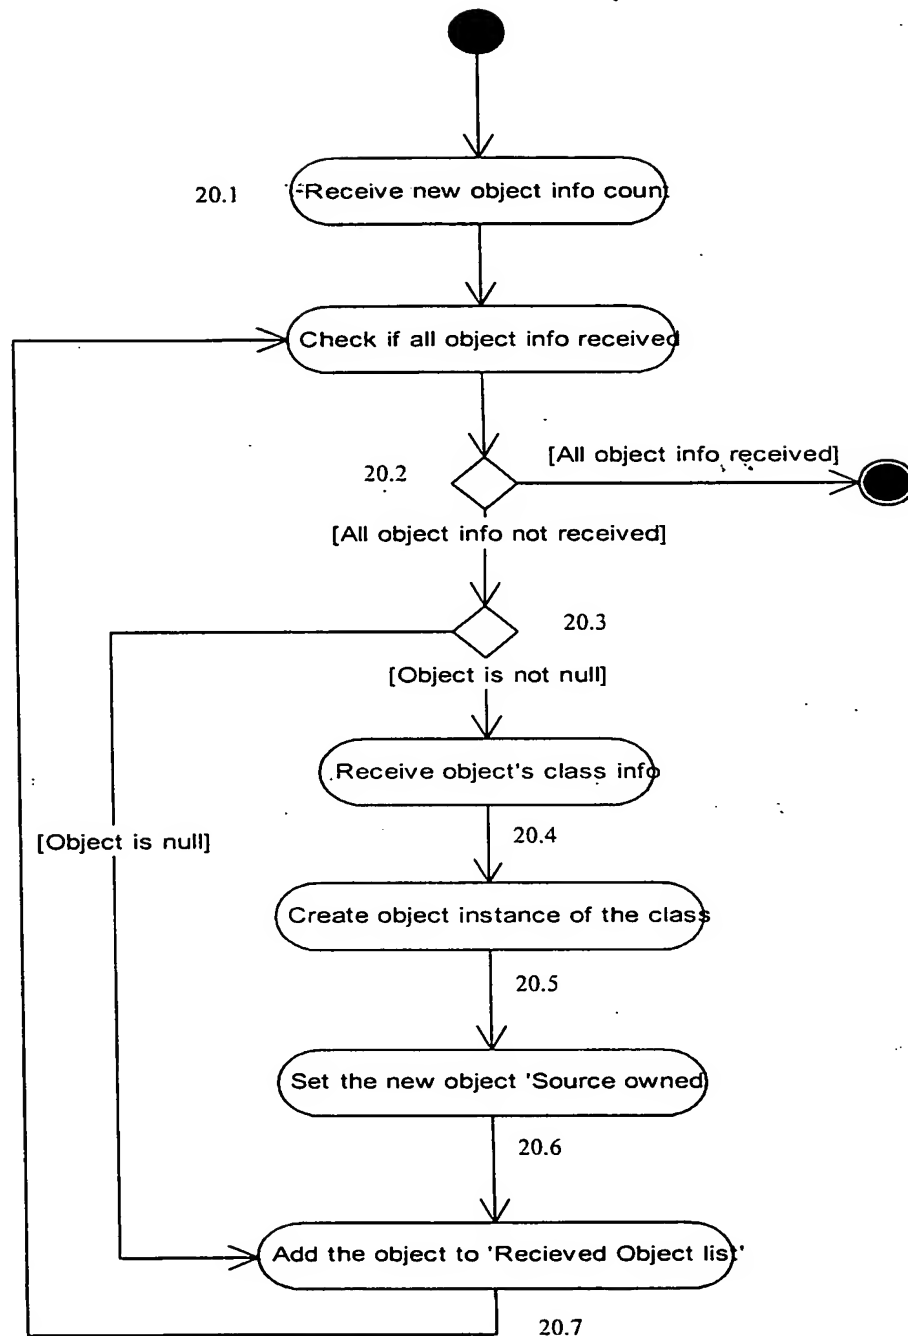 20.1
Receive new object info count
Check if all object info received
20.2
[All object info received]
[All object info not received]
20.3
[Object is not null]
Receive object's class info
20.4
[Object is null]
Create object instance of the class
20.5
Set the new object 'Source owned
20.6
Add the object to 'Recieved Object list'
20.7